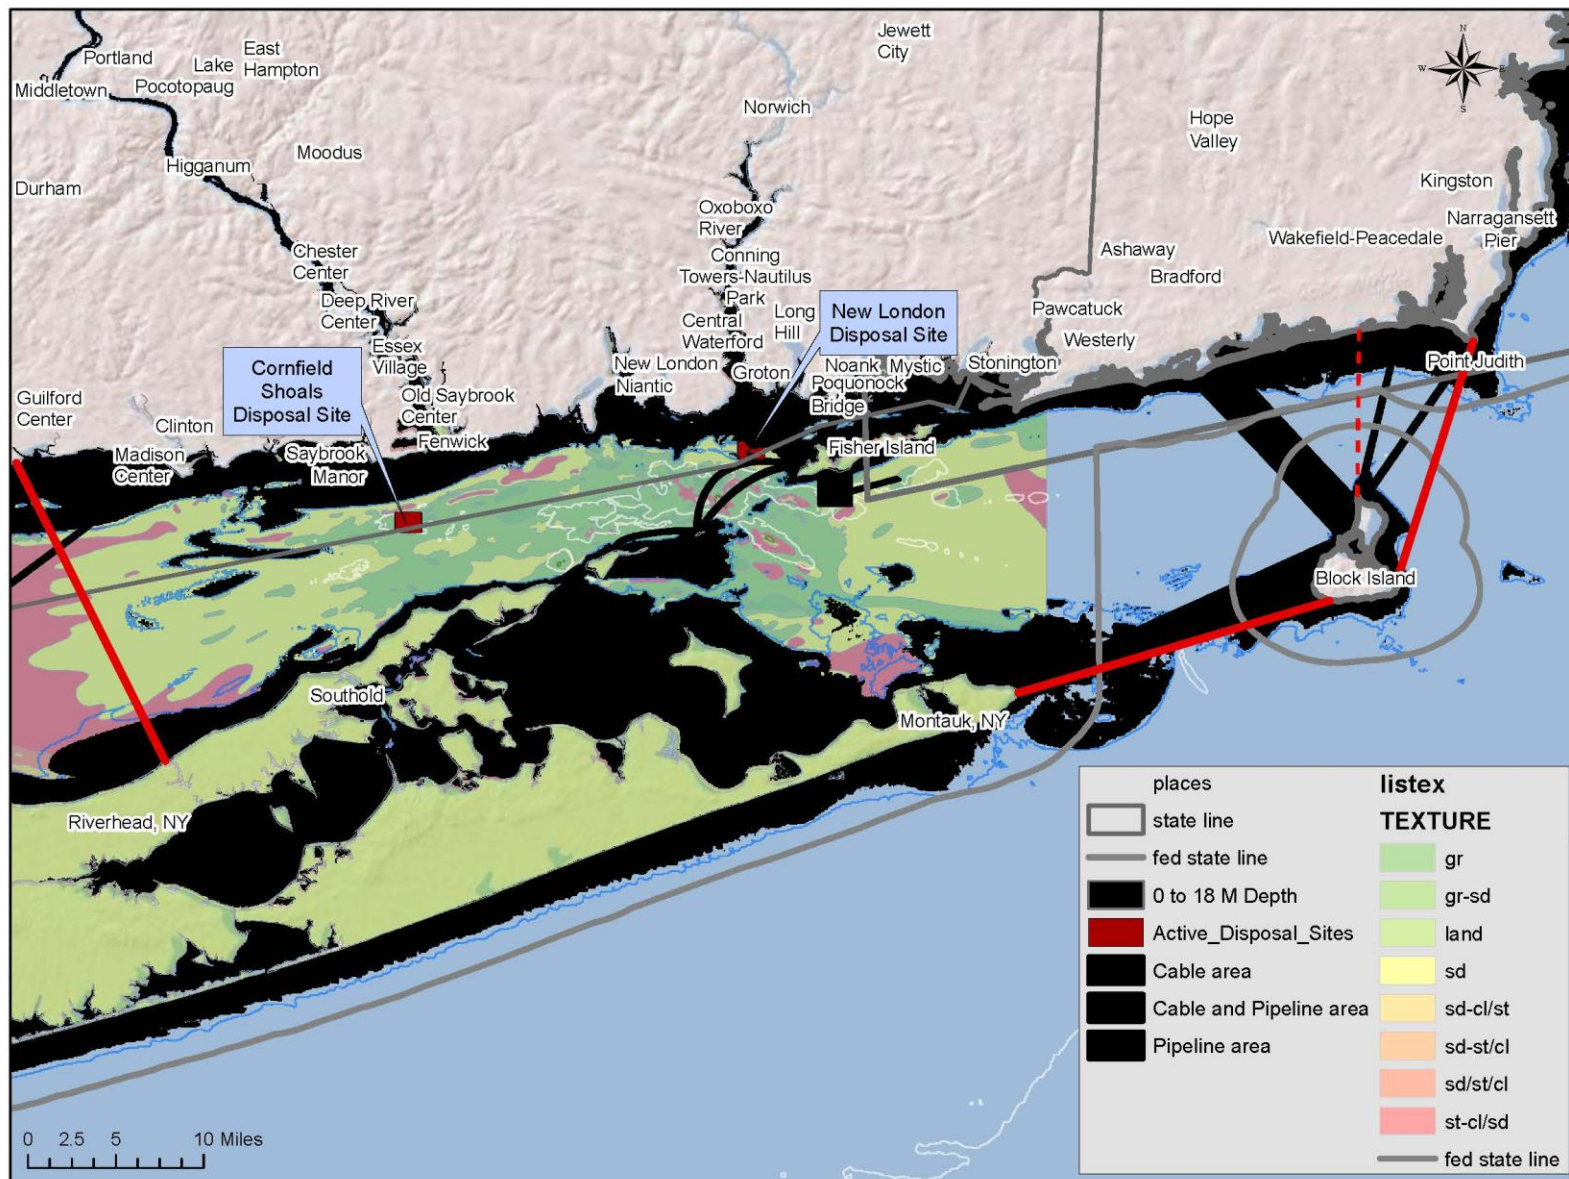 Portland
East
Hampton
Lake
Pocotopaug
Middletown
Jewett
City
N
W
E
S
Norwich
Hope
Valley
Moodus
Higganum
Durham
Kingston
Oxoboxo
River
Narragansett
Pier
Wakefield-Peacedale
Chester
Center
Conning
Towers-Nautilus
Park
Ashaway
Bradford
Deep River
Center
Long
Hill
New London
Disposal Site
Pawcatuck
Central
Waterford
Westerly
Essex
Village
Cornfield
Shoals
Disposal Site
New London
Niantic
Groton
Noank
Mystic
Stonington
Point Judith
Poquonock
Bridge
Guilford
Center
Old Saybrook
Center
Clinton
Fenwick
Madison
Center
Saybrook
Manor
Fisher Island
Block Island
Southold
Montauk, NY
Riverhead, NY
places
state line
fed state line
0 to 18 M Depth
Active_Disposal_Sites
Cable area
Cable and Pipeline area
Pipeline area
listex
TEXTURE
gr
gr-sd
land
sd
sd-cl/st
sd-st/cl
sd/st/cl
st-cl/sd
fed state line
0 2.5 5 10 Miles